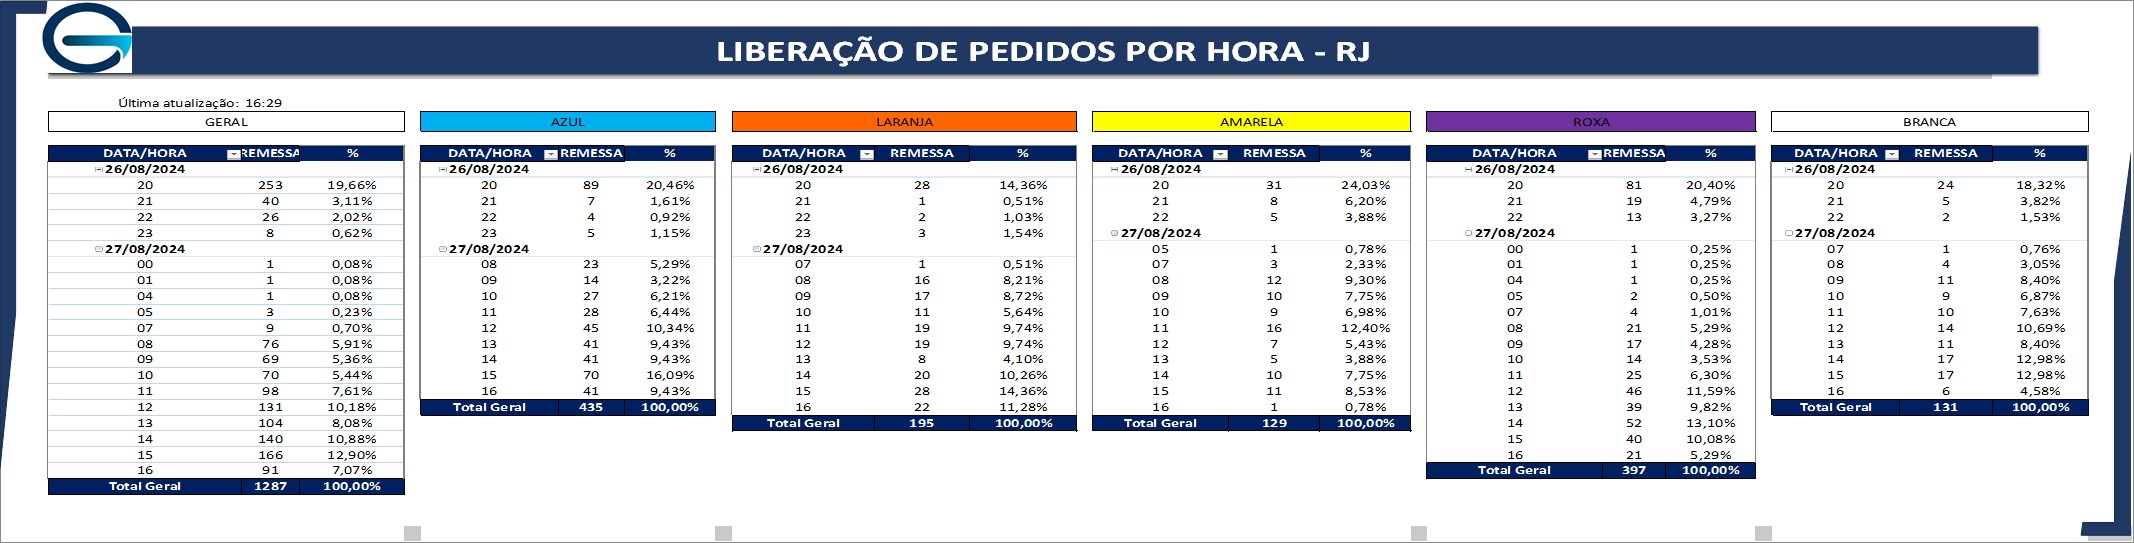 LIBERAÇÃO DE PEDIDOS POR HORA - RJ
Última atualização: 16:29
GERAL
DATA/HORA REMESSA %
26/08/2024
20 253 19,66%
21 40 3,11%
22 26 2,02%
23 8 0,62%
27/08/2024
00 1 0,08%
01 1 0,08%
04 1 0,08%
05 3 0,23%
07 9 0,70%
08 76 5,91%
09 69 5,36%
10 70 5,44%
11 98 7,61%
12 131 10,18%
13 104 8,08%
14 140 10,88%
15 166 12,90%
16 91 7,07%
Total Geral 1287 100,00%
AZUL
DATA/HORA REMESSA %
26/08/2024
20 89 20,46%
21 7 1,61%
22 4 0,92%
23 5 1,15%
27/08/2024
08 23 5,29%
09 14 3,22%
10 27 6,21%
11 28 6,44%
12 45 10,34%
13 41 9,43%
14 41 9,43%
15 70 16,09%
16 41 9,43%
Total Geral 435 100,00%
LARANJA
DATA/HORA REMESSA %
26/08/2024
20 28 14,36%
21 1 0,51%
22 2 1,03%
23 3 1,54%
27/08/2024
07 1 0,51%
08 16 8,21%
09 17 8,72%
10 11 5,64%
11 19 9,74%
12 19 9,74%
13 8 4,10%
14 20 10,26%
15 28 14,36%
16 22 11,28%
Total Geral 195 100,00%
AMARELA
DATA/HORA REMESSA %
26/08/2024
20 31 24,03%
21 8 6,20%
22 5 3,88%
27/08/2024
05 1 0,78%
07 3 2,33%
08 12 9,30%
09 10 7,75%
10 9 6,98%
11 16 12,40%
12 7 5,43%
13 5 3,88%
14 10 7,75%
15 11 8,53%
16 1 0,78%
Total Geral 129 100,00%
ROXA
DATA/HORA REMESSA %
26/08/2024
20 81 20,40%
21 19 4,79%
22 13 3,27%
27/08/2024
00 1 0,25%
01 1 0,25%
04 1 0,25%
05 2 0,50%
07 4 1,01%
08 21 5,29%
09 17 4,28%
10 14 3,53%
11 25 6,30%
12 46 11,59%
13 39 9,82%
14 52 13,10%
15 40 10,08%
16 21 5,29%
Total Geral 397 100,00%
BRANCA
DATA/HORA REMESSA %
26/08/2024
20 24 18,32%
21 5 3,82%
22 2 1,53%
27/08/2024
07 1 0,76%
08 4 3,05%
09 11 8,40%
10 9 6,87%
11 10 7,63%
12 14 10,69%
13 11 8,40%
14 17 12,98%
15 17 12,98%
16 6 4,58%
Total Geral 131 100,00%